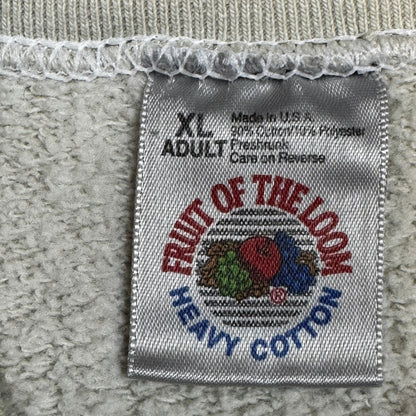 XL
ADULT
Made in U.S.A.
90% Cotton/10% Polyester
Preshrunk
Care on Reverse
FRUIT OF THE LOOM
®
HEAVY COTTON